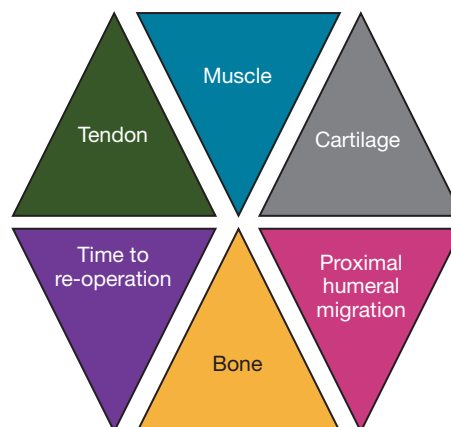 Muscle
Tendon
Cartilage
Time to
re-operation
Proximal
humeral
migration
Bone